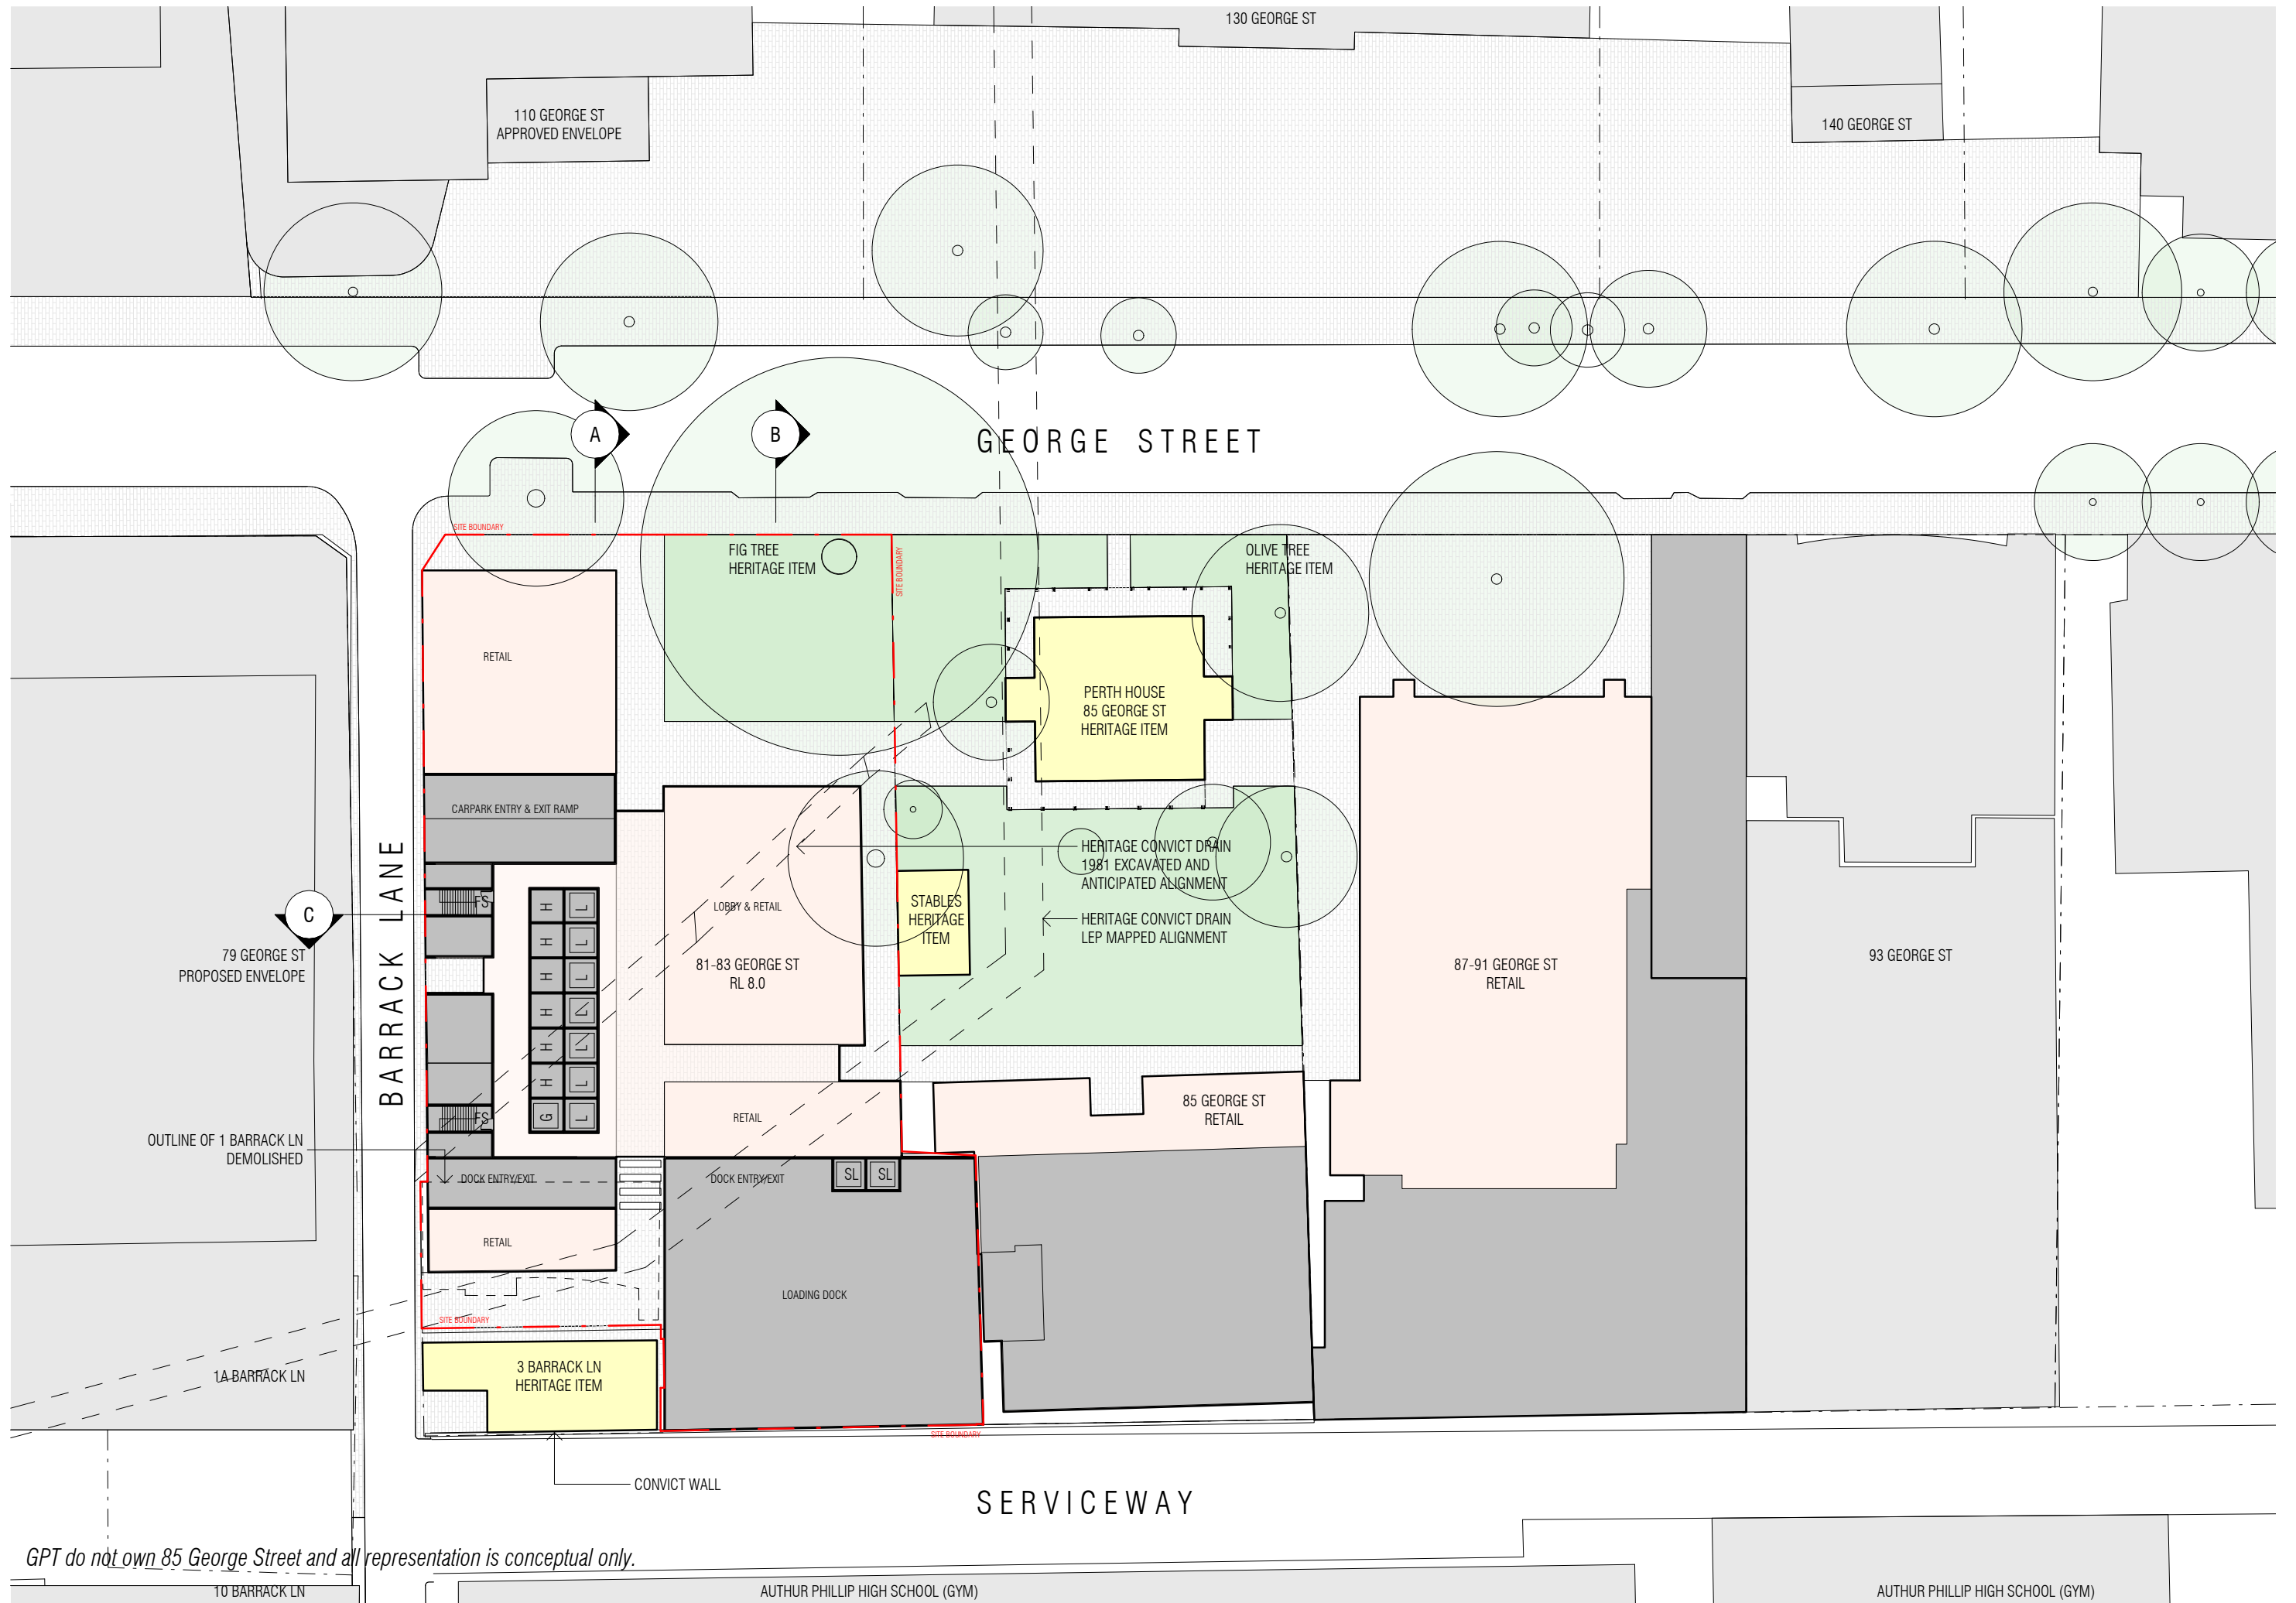 130 GEORGE ST
110 GEORGE ST
APPROVED ENVELOPE
140 GEORGE ST
A
B
GEORGE STREET
SITE BOUNDARY
FIG TREE
HERITAGE ITEM
SITE BOUNDARY
OLIVE TREE
HERITAGE ITEM
RETAIL
PERTH HOUSE
85 GEORGE ST
HERITAGE ITEM
CARPARK ENTRY & EXIT RAMP
BARRACK LANE
HERITAGE CONVICT DRAIN
1981 EXCAVATED AND
ANTICIPATED ALIGNMENT
C
FS
H
L
H
L
H
L
H
L
H
L
H
L
G
L
LOBBY & RETAIL
STABLES
HERITAGE
ITEM
HERITAGE CONVICT DRAIN
LEP MAPPED ALIGNMENT
79 GEORGE ST
PROPOSED ENVELOPE
81-83 GEORGE ST
RL 8.0
87-91 GEORGE ST
RETAIL
93 GEORGE ST
FS
RETAIL
85 GEORGE ST
RETAIL
OUTLINE OF 1 BARRACK LN
DEMOLISHED
DOCK ENTRY/EXIT
DOCK ENTRY/EXIT
SL
SL
RETAIL
LOADING DOCK
SITE BOUNDARY
1A BARRACK LN
3 BARRACK LN
HERITAGE ITEM
SITE BOUNDARY
CONVICT WALL
SERVICEWAY
GPT do not own 85 George Street and all representation is conceptual only.
10 BARRACK LN
AUTHUR PHILLIP HIGH SCHOOL (GYM)
AUTHUR PHILLIP HIGH SCHOOL (GYM)